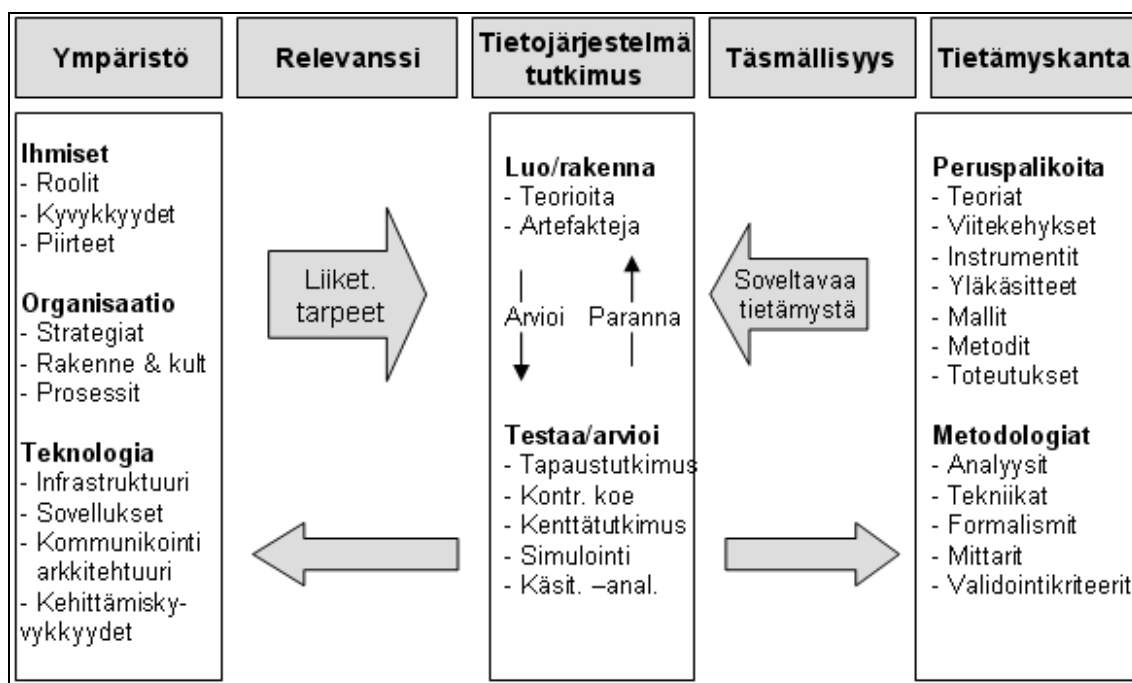 Ympäristö
Relevanssi
Tietojärjestelmä
tutkimus
Täsmällisyys
Tietämyskanta
Ihmiset
- Roolit
- Kyvykkyydet
- Piirteet
Organisaatio
- Strategiat
- Rakenne & kult
- Prosessit
Teknologia
- Infrastruktuuri
- Sovellukset
- Kommunikointi
arkkitehtuuri
- Kehittämisky-
vykkyydet
Liiket.
tarpeet
Luo/rakenna
- Teorioita
- Artefakteja
Arvioi
Paranna
Testaa/arvioi
- Tapaustutkimus
- Kontr. koe
- Kenttätutkimus
- Simulointi
- Käsit. –anal.
Soveltavaa
tietämystä
Peruspalikoita
- Teoriat
- Viitekehykset
- Instrumentit
- Yläkäsitteet
- Mallit
- Metodit
- Toteutukset
Metodologiat
- Analyysit
- Tekniikat
- Formalismit
- Mittarit
- Validointikriteerit